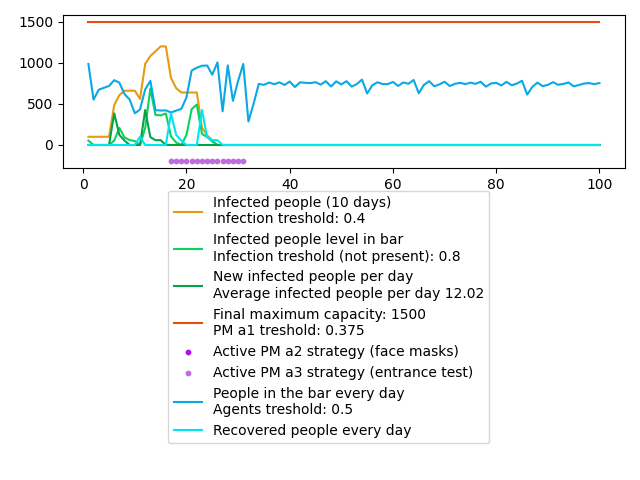 1500
1000
500
0
0 20 40 60 80 100
Infected people (10 days)
Infection treshold: 0.4
Infected people level in bar
Infection treshold (not present): 0.8
New infected people per day
Average infected people per day 12.02
Final maximum capacity: 1500
PM a1 treshold: 0.375
Active PM a2 strategy (face masks)
Active PM a3 strategy (entrance test)
People in the bar every day
Agents treshold: 0.5
Recovered people every day